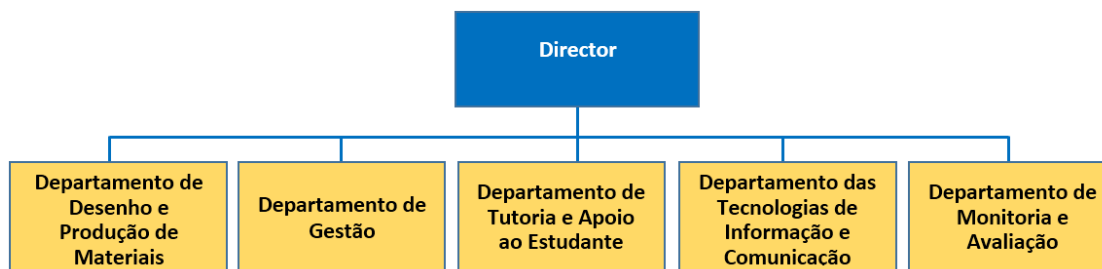 Director
Departamento de
Desenho e
Produção de
Materiais
Departamento de
Gestão
Departamento de
Tutoria e Apoio
ao Estudante
Departamento das
Tecnologias de
Informação e
Comunicação
Departamento de
Monitoria e
Avaliação